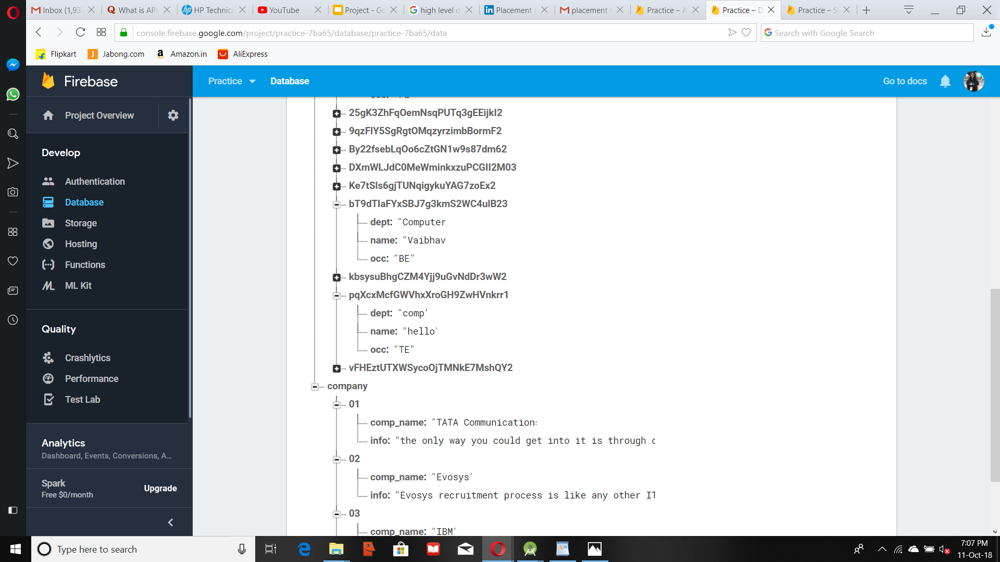 Inbox (1,937
What is API
HP Technica
YouTube
Project - Go
high level d
Placement
placement
Practice – A
Practice – D
Practice – S
console.firebase.google.com/project/practice-7ba65/database/practice-7ba65/data
Search with Google Search
Flipkart
Jabong.com
Amazon.in
AliExpress
Firebase
Practice
Database
Go to docs
Project Overview
Develop
Authentication
Database
Storage
Hosting
Functions
ML Kit
Quality
Crashlytics
Performance
Test Lab
Analytics
Dashboard, Events, Conversions, A...
Spark
Free $0/month
Upgrade
25gK3ZhFqOemNsqPUTq3gEEijkI2
9qzFlY5SgRgtOMqzyrzimbBormF2
By22fsebLqOo6cZtGN1w9s87dm62
DXmWLJdC0MeWminkxzuPCGlI2M03
Ke7tSls6gjTUNqigykuYAG7zoEx2
bT9dTlaFYxSBJ7g3kmS2WC4ulB23
dept: "Computer
name: "Vaibhav
occ: "BE"
kbsysuBhgCZM4Yjj9uGvNdDr3wW2
pqXcxMcfGWVhxXroGH9ZwHVnkrr1
dept: "comp'
name: "hello'
occ: "TE"
vFHEztUTXWSycoOjTMNkE7MshQY2
company
01
comp_name: "TATA Communications
info: "the only way you could get into it is through c
02
comp_name: "Evosys'
info: "Evosys recruitment process is like any other IT
03
comp_name: "IBM'
Type here to search
7:07 PM
11-Oct-18